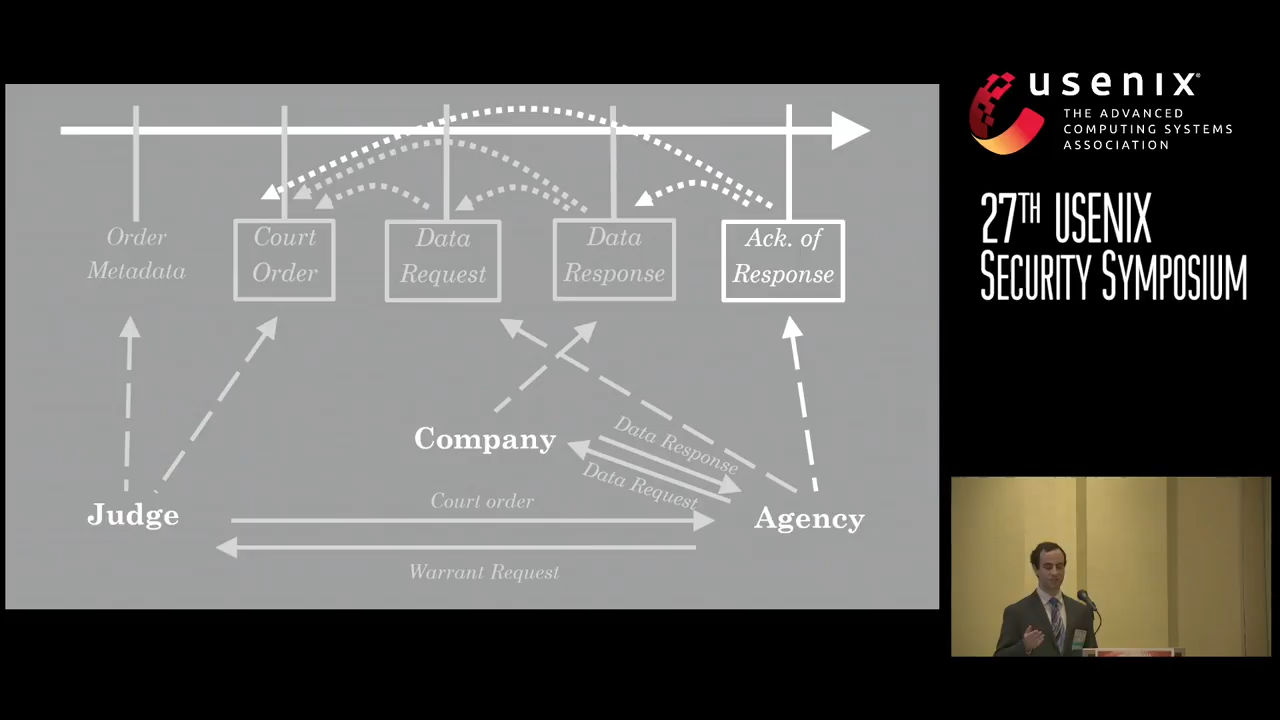 Order
Metadata
Court
Order
Data
Request
Data
Response
Ack. of
Response
Company
Data Response
Data Request
Judge
Court order
Agency
Warrant Request
usenix
THE ADVANCED
COMPUTING SYSTEMS
ASSOCIATION
27TH USENIX
SECURITY SYMPOSIUM